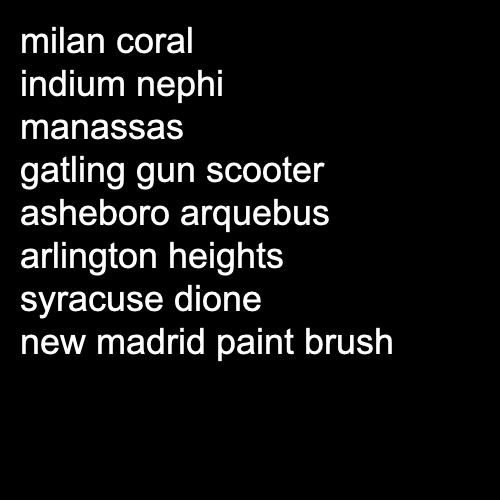 milan coral
indium nephi
manassas
gatling gun scooter
asheboro arquebus
arlington heights
syracuse dione
new madrid paint brush